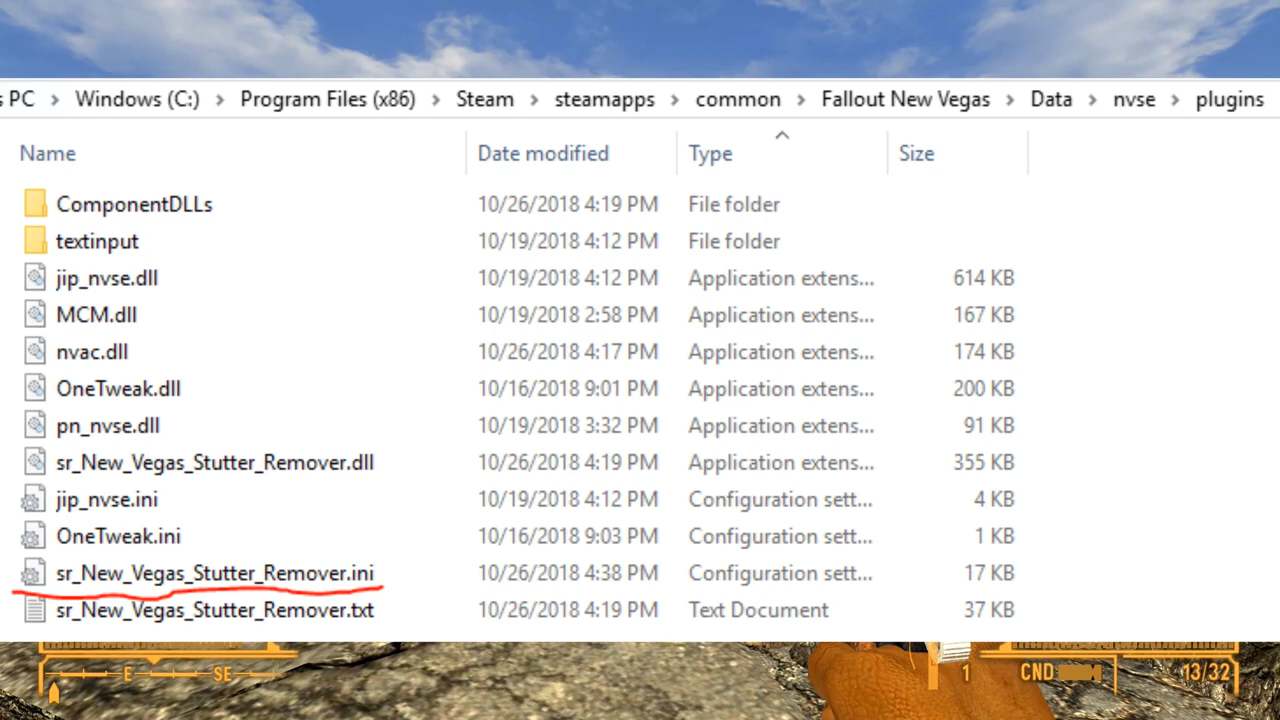 s PC > Windows (C:) > Program Files (x86) > Steam > steamapps > common > Fallout New Vegas > Data > nvse > plugins
Name Date modified Type Size
ComponentDLLs 10/26/2018 4:19 PM File folder
textinput 10/19/2018 4:12 PM File folder
jip_nvse.dll 10/19/2018 4:12 PM Application extens... 614 KB
MCM.dll 10/19/2018 2:58 PM Application extens... 167 KB
nvac.dll 10/26/2018 4:17 PM Application extens... 174 KB
OneTweak.dll 10/16/2018 9:01 PM Application extens... 200 KB
pn_nvse.dll 10/19/2018 3:32 PM Application extens... 91 KB
sr_New_Vegas_Stutter_Remover.dll 10/26/2018 4:19 PM Application extens... 355 KB
jip_nvse.ini 10/19/2018 4:12 PM Configuration sett... 4 KB
OneTweak.ini 10/16/2018 9:03 PM Configuration sett... 1 KB
sr_New_Vegas_Stutter_Remover.ini 10/26/2018 4:38 PM Configuration sett... 17 KB
sr_New_Vegas_Stutter_Remover.txt 10/26/2018 4:19 PM Text Document 37 KB
E SE 1 CND 13/32